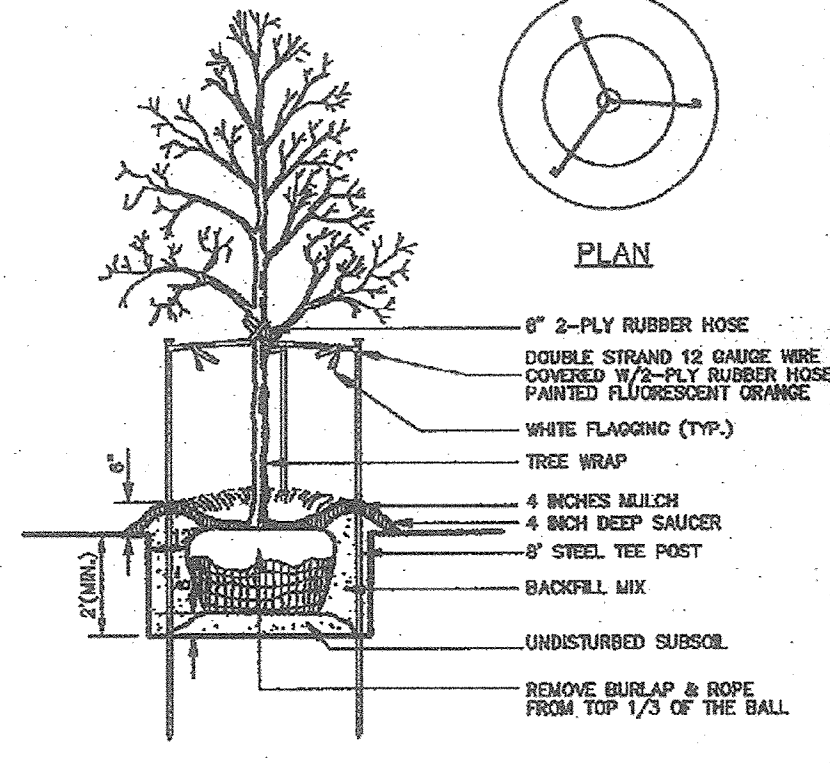 PLAN
6" 2-PLY RUBBER HOSE
DOUBLE STRAND 12 GAUGE WIRE
COVERED W/2-PLY RUBBER HOSE
PAINTED FLUORESCENT ORANGE
WHITE FLAGGING (TYP.)
TREE WRAP
6"
4 INCHES MULCH
4 INCH DEEP SAUCER
8' STEEL TEE POST
2'(MIN.)
BACKFILL MIX
UNDISTURBED SUBSOIL
REMOVE BURLAP & ROPE
FROM TOP 1/3 OF THE BALL